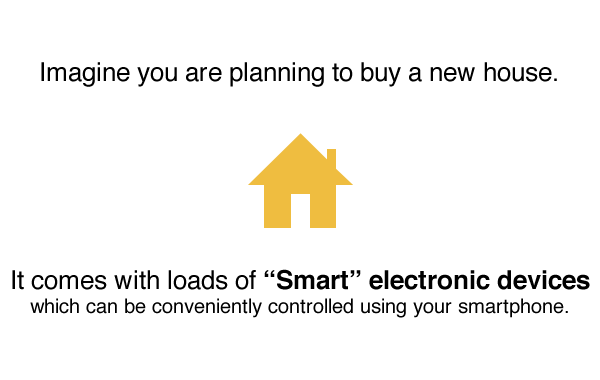 Imagine you are planning to buy a new house.
It comes with loads of “Smart” electronic devices
which can be conveniently controlled using your smartphone.